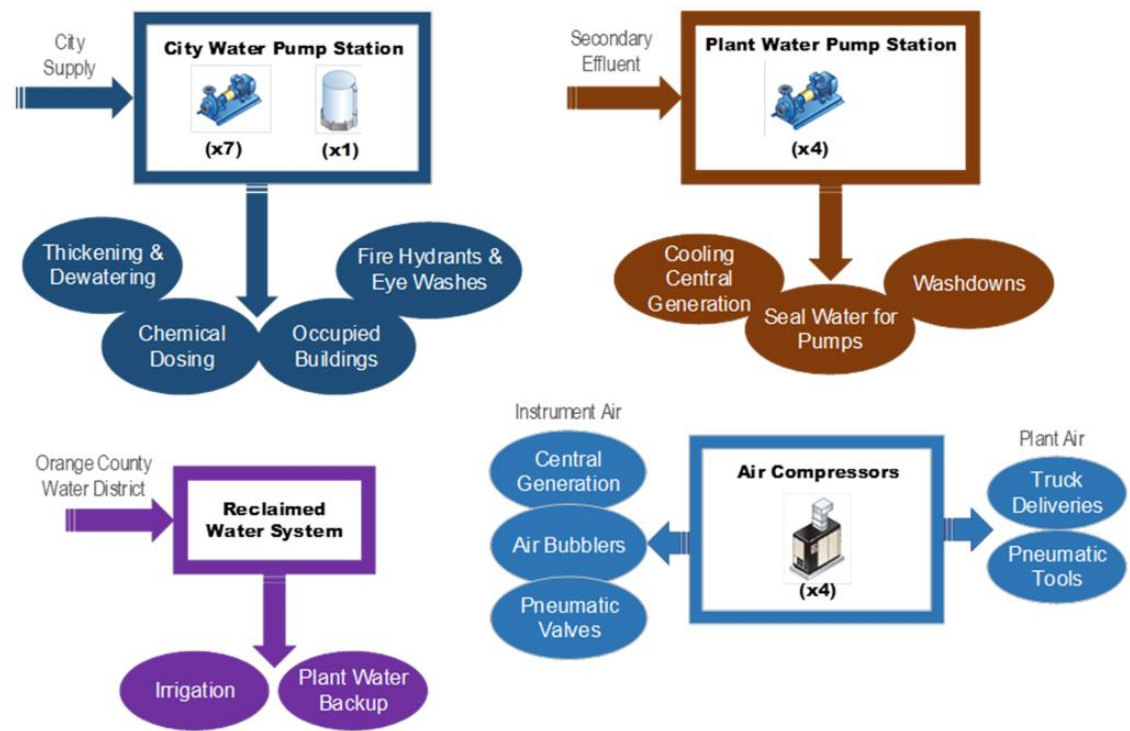 City
Supply
City Water Pump Station
(x7)
(x1)
Thickening &
Dewatering
Chemical
Dosing
Occupied
Buildings
Fire Hydrants &
Eye Washes
Secondary
Effluent
Plant Water Pump Station
(x4)
Cooling
Central
Generation
Seal Water for
Pumps
Washdowns
Orange County
Water District
Reclaimed
Water System
Irrigation
Plant Water
Backup
Instrument Air
Central
Generation
Air Bubblers
Pneumatic
Valves
Air Compressors
(x4)
Plant Air
Truck
Deliveries
Pneumatic
Tools